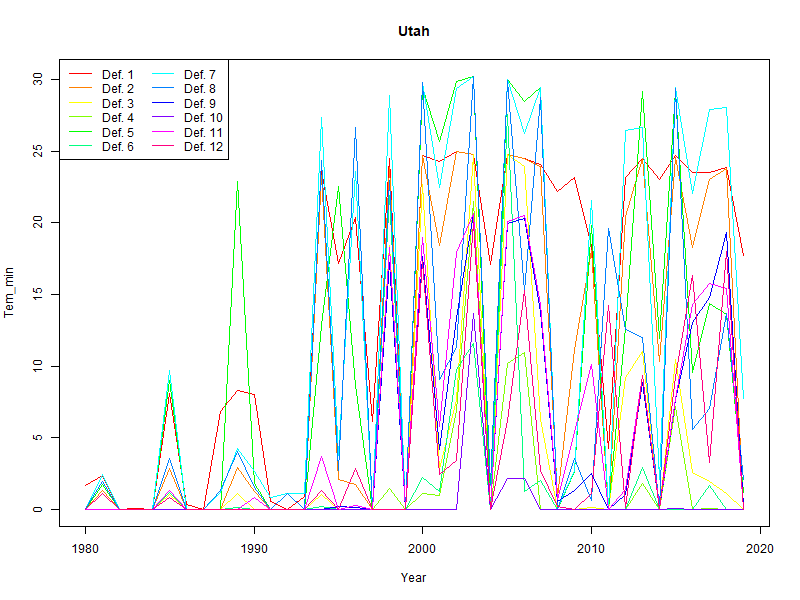 Utah
Def. 1
Def. 2
Def. 3
Def. 4
Def. 5
Def. 6
Def. 7
Def. 8
Def. 9
Def. 10
Def. 11
Def. 12
Tem_min
30
25
20
15
10
5
0
1980 1990 2000 2010 2020
Year